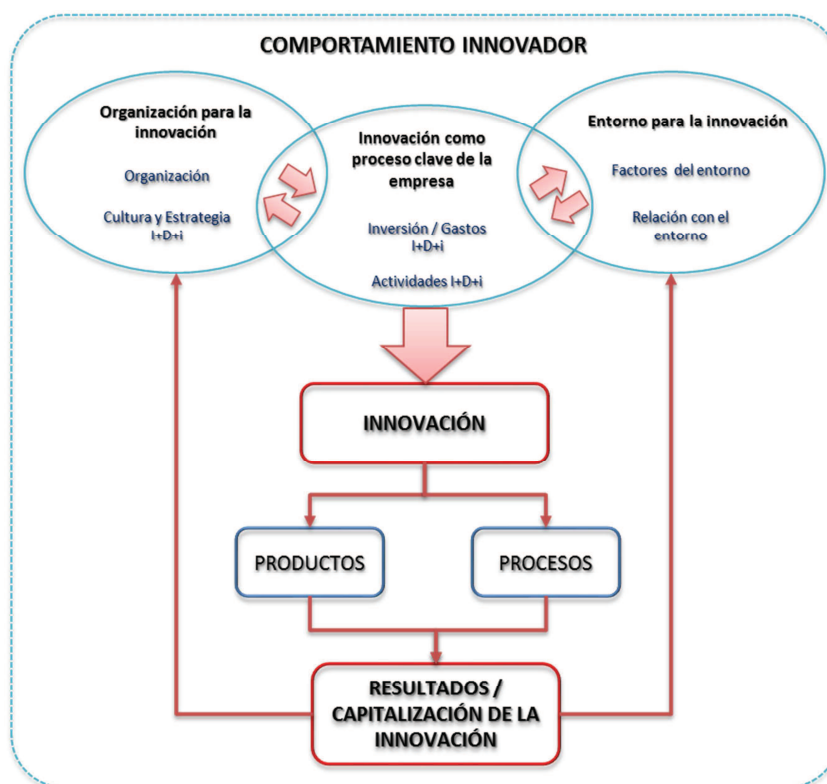 COMPORTAMIENTO INNOVADOR
Organización para la
innovación
Organización
Cultura y Estrategia
I+D+i
Innovación como
proceso clave de la
empresa
Inversión / Gastos
I+D+i
Actividades I+D+i
Entorno para la innovación
Factores del entorno
Relación con el
entorno
INNOVACIÓN
PRODUCTOS
PROCESOS
RESULTADOS /
CAPITALIZACIÓN DE LA
INNOVACIÓN